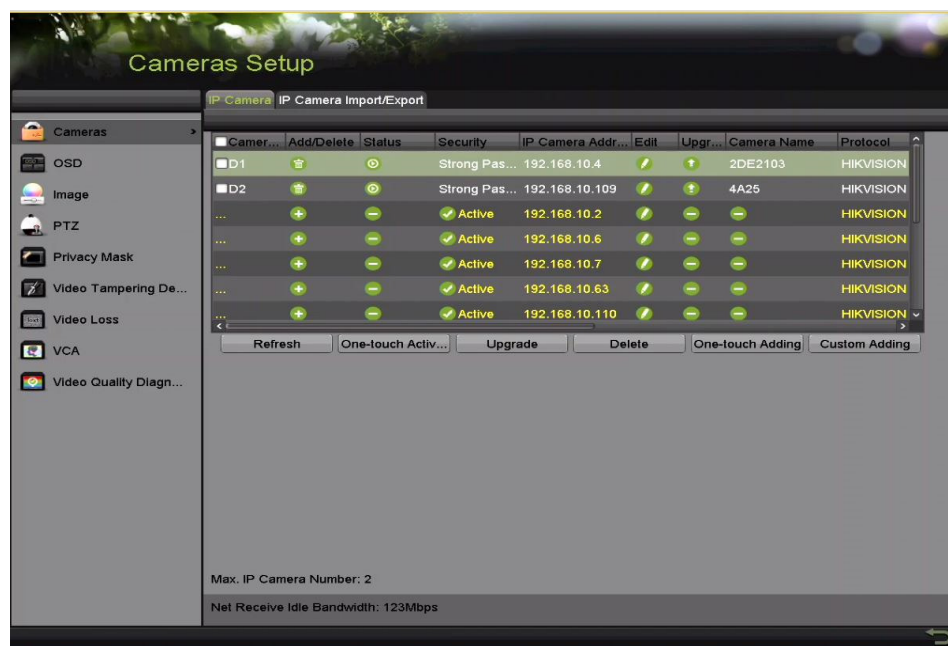 Cameras Setup
IP Camera IP Camera Import/Export
Cameras
OSD
Image
PTZ
Privacy Mask
Video Tampering De...
Video Loss
VCA
Video Quality Diagn...
Camer... Add/Delete Status Security IP Camera Addr... Edit Upgr... Camera Name Protocol
D1 Strong Pas... 192.168.10.4 2DE2103 HIKVISION
D2 Strong Pas... 192.168.10.109 4A25 HIKVISION
... Active 192.168.10.2 HIKVISION
... Active 192.168.10.6 HIKVISION
... Active 192.168.10.7 HIKVISION
... Active 192.168.10.63 HIKVISION
... Active 192.168.10.110 HIKVISION
Refresh One-touch Activ... Upgrade Delete One-touch Adding Custom Adding
Max. IP Camera Number: 2
Net Receive Idle Bandwidth: 123Mbps